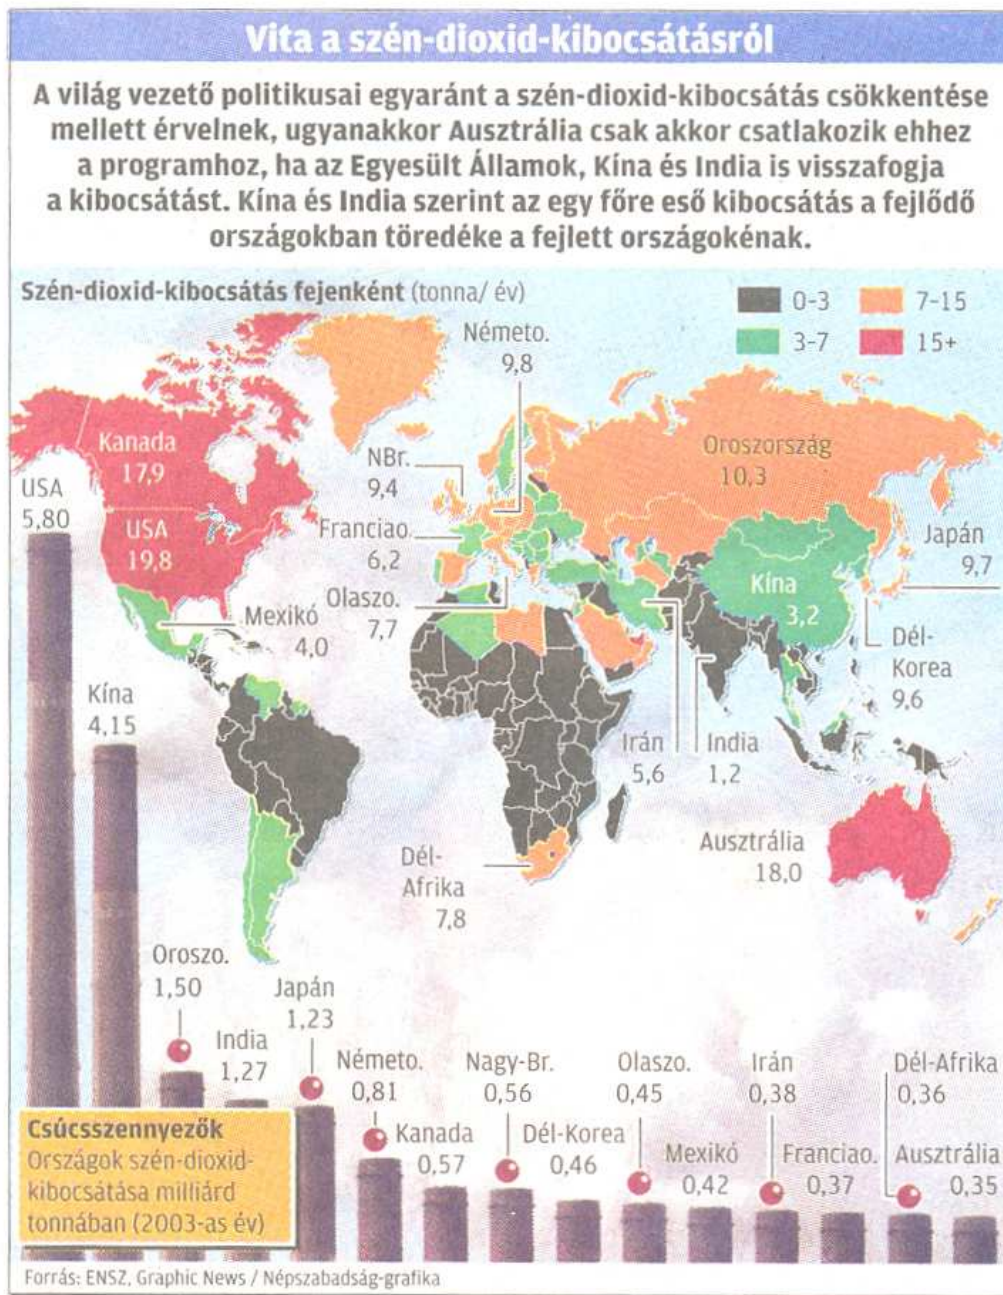 Vita a szén-dioxid-kibocsátásról
A világ vezető politikusai egyaránt a szén-dioxid-kibocsátás csökkentése
mellett érvelnek, ugyanakkor Ausztrália csak akkor csatlakozik ehhez
a programhoz, ha az Egyesült Államok, Kína és India is visszafogja
a kibocsátást. Kína és India szerint az egy főre eső kibocsátás a fejlődő
országokban töredéke a fejlett országokénak.
Szén-dioxid-kibocsátás fejenként (tonna/ év)
0-3
7-15
3-7
15+
Németo.
9,8
Kanada
17,9
NBr.
9,4
Oroszország
10,3
USA
5,80
USA
19,8
Franciao.
6,2
Japán
9,7
Kína
3,2
Olaszo.
7,7
Mexikó
4,0
Dél-
Korea
9,6
Kína
4,15
Irán
5,6
India
1,2
Ausztrália
18,0
Dél-
Afrika
7,8
Oroszo.
1,50
Japán
1,23
India
1,27
Németo.
0,81
Nagy-Br.
0,56
Olaszo.
0,45
Irán
0,38
Dél-Afrika
0,36
Kanada
0,57
Dél-Korea
0,46
Mexikó
0,42
Franciao.
0,37
Ausztrália
0,35
Csúcsszennyezők
Országok szén-dioxid-
kibocsátása milliárd
tonnában (2003-as év)
Forrás: ENSZ, Graphic News / Népszabadság-grafika